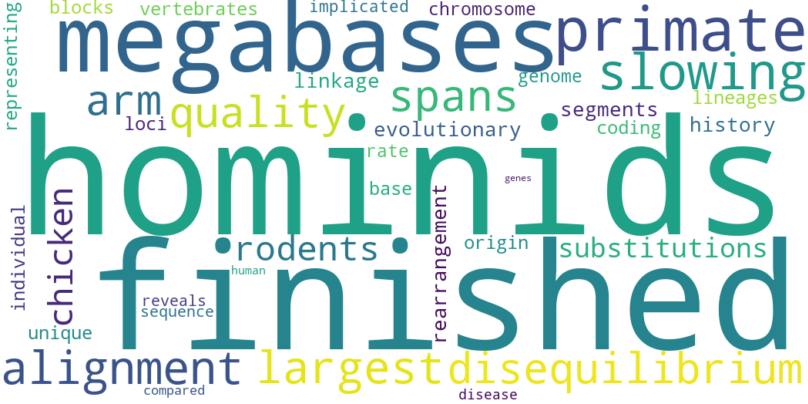 blocks
vertebrates
implicated
chromosome
representing
megabases
primate
linkage
genome
slowing
arm
quality
spans
lineages
segments
loci
evolutionary
coding
history
hominids
rate
base
genes
individual
chicken
rearrangement
rodents
origin
substitutions
human
finished
reveals
sequence
unique
alignment
largest
disequilibrium
compared
disease